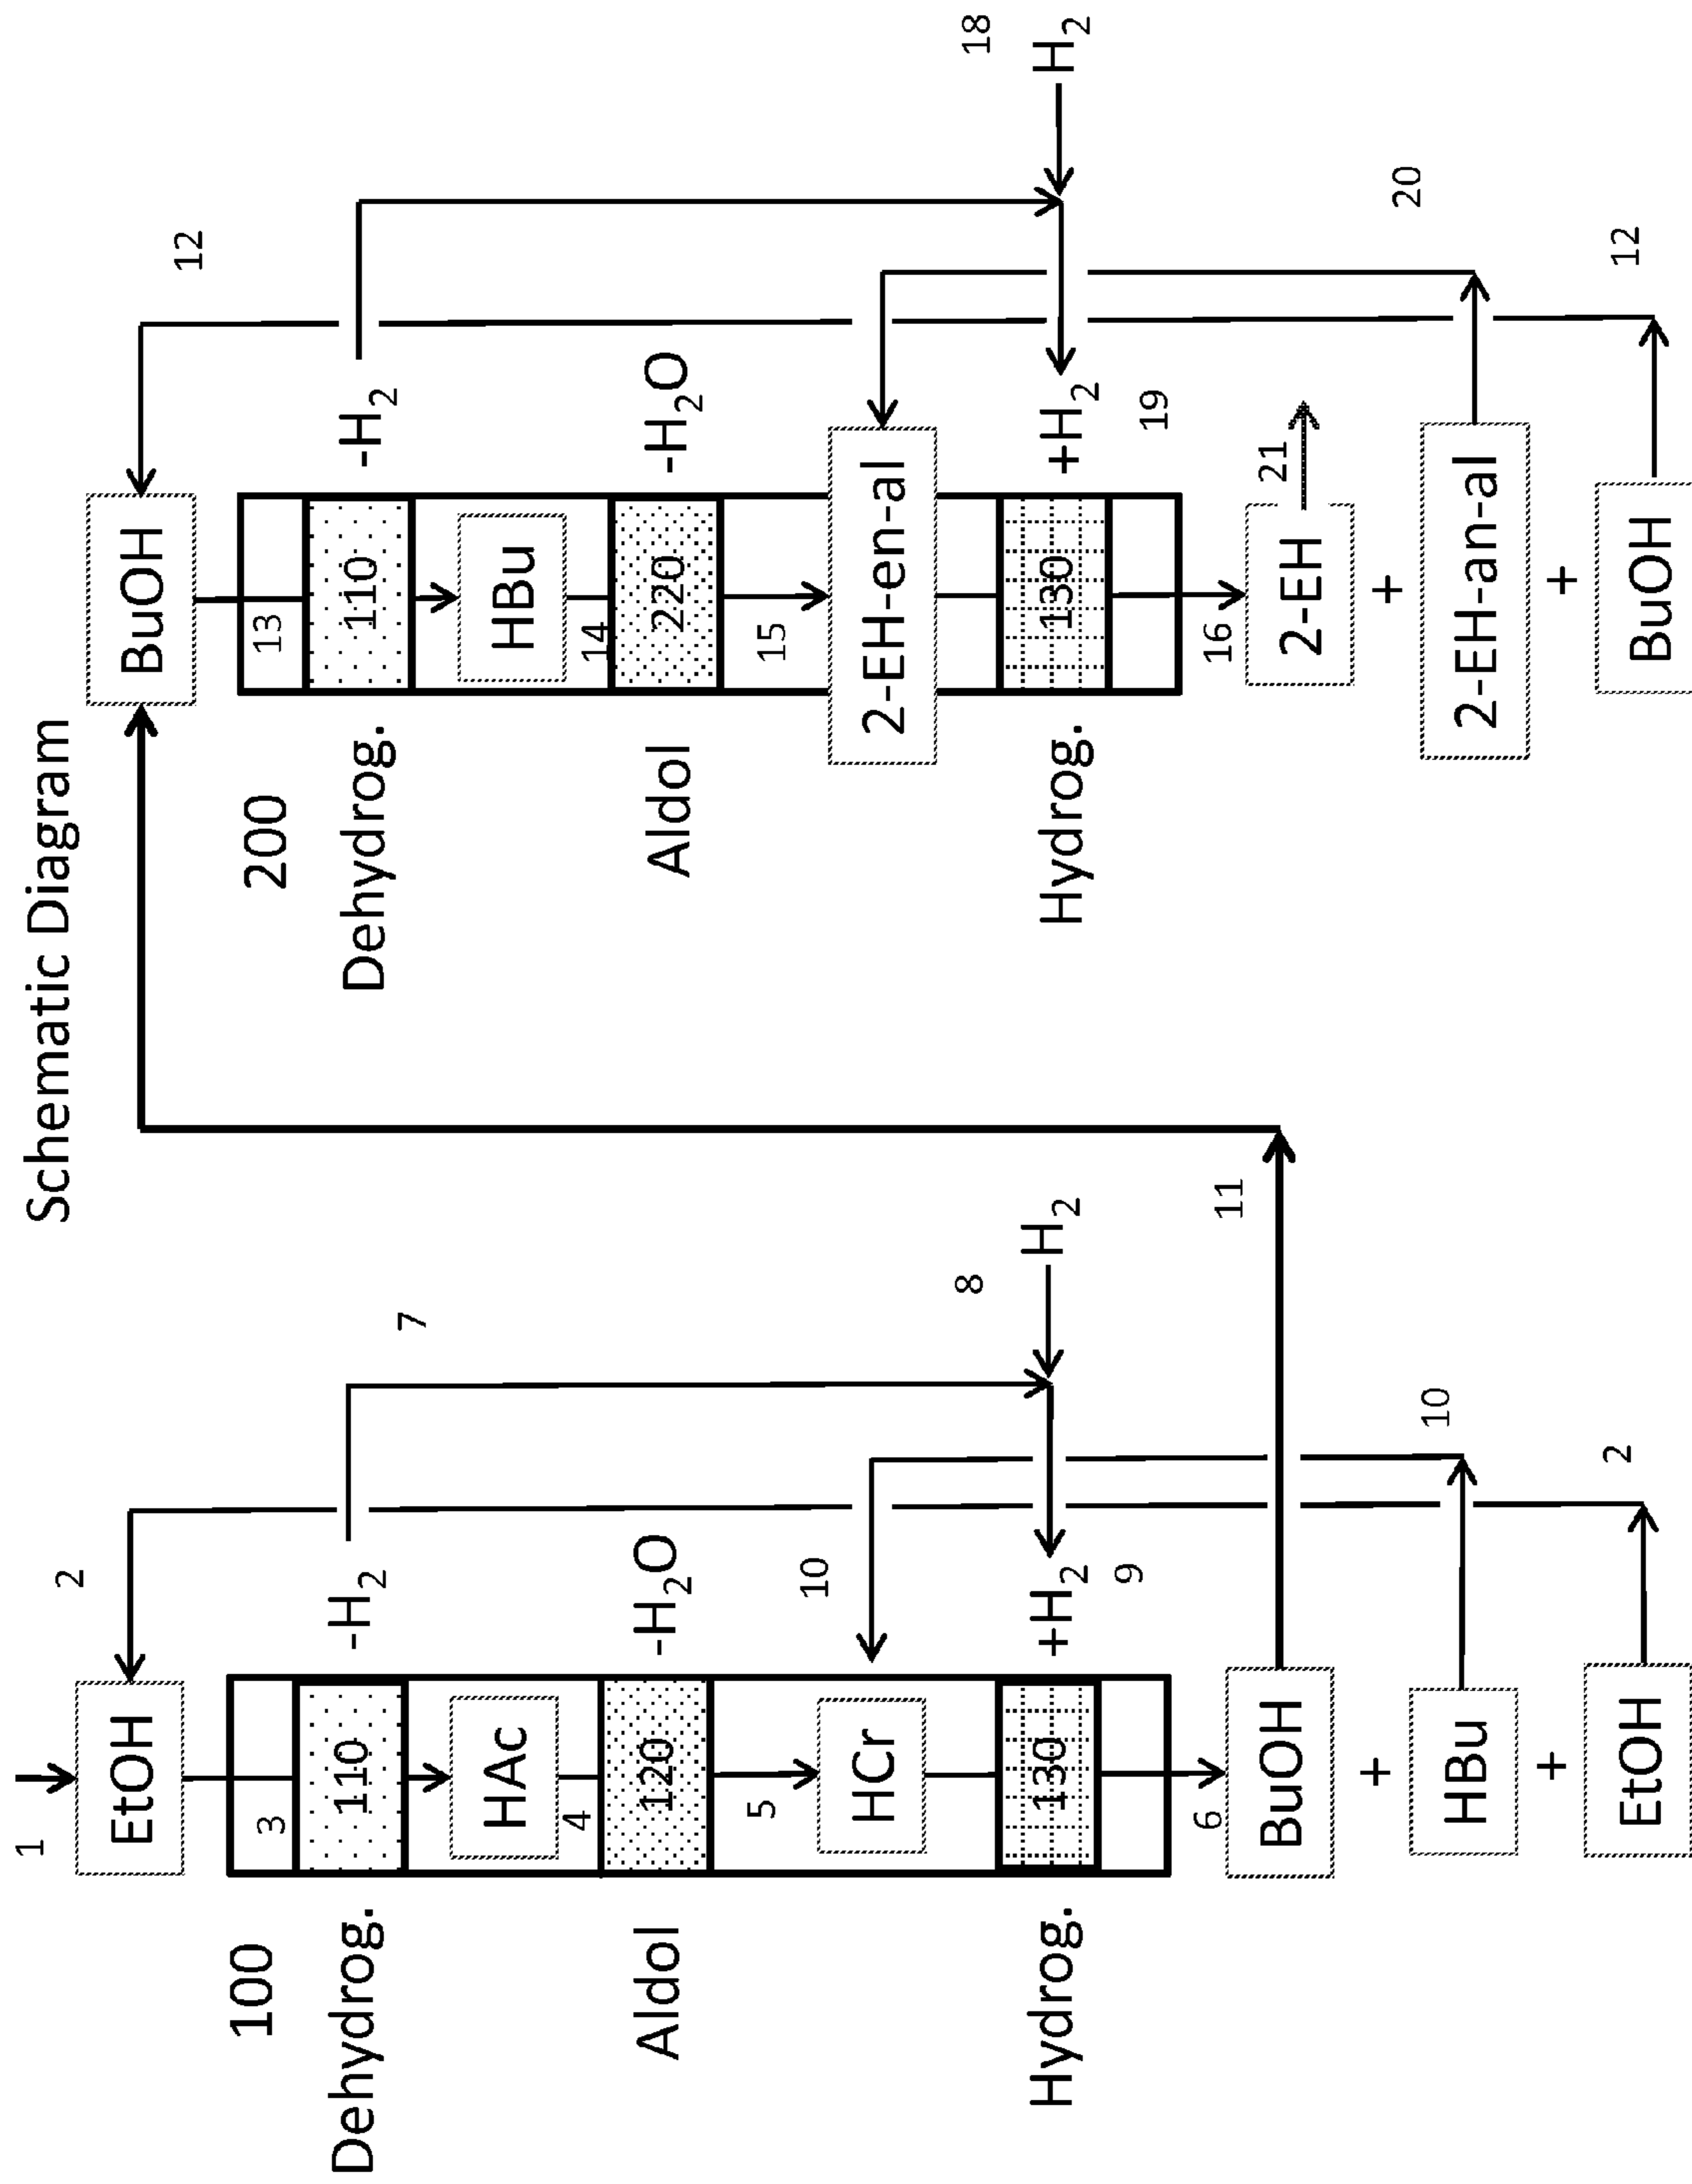 Schematic Diagram
1
2
EtOH
100
3
Dehydrog.
110
-H2
7
HAc
4
Aldol
120
-H2O
5
10
HCr
8
H2
Hydrog.
130
+H2
9
6
11
BuOH
+
10
HBu
+
2
EtOH
12
BuOH
200
13
Dehydrog.
110
-H2
HBu
14
Aldol
220
-H2O
15
2-EH-en-al
18
H2
Hydrog.
130
+H2
19
16
21
2-EH
+
20
2-EH-an-al
+
12
BuOH